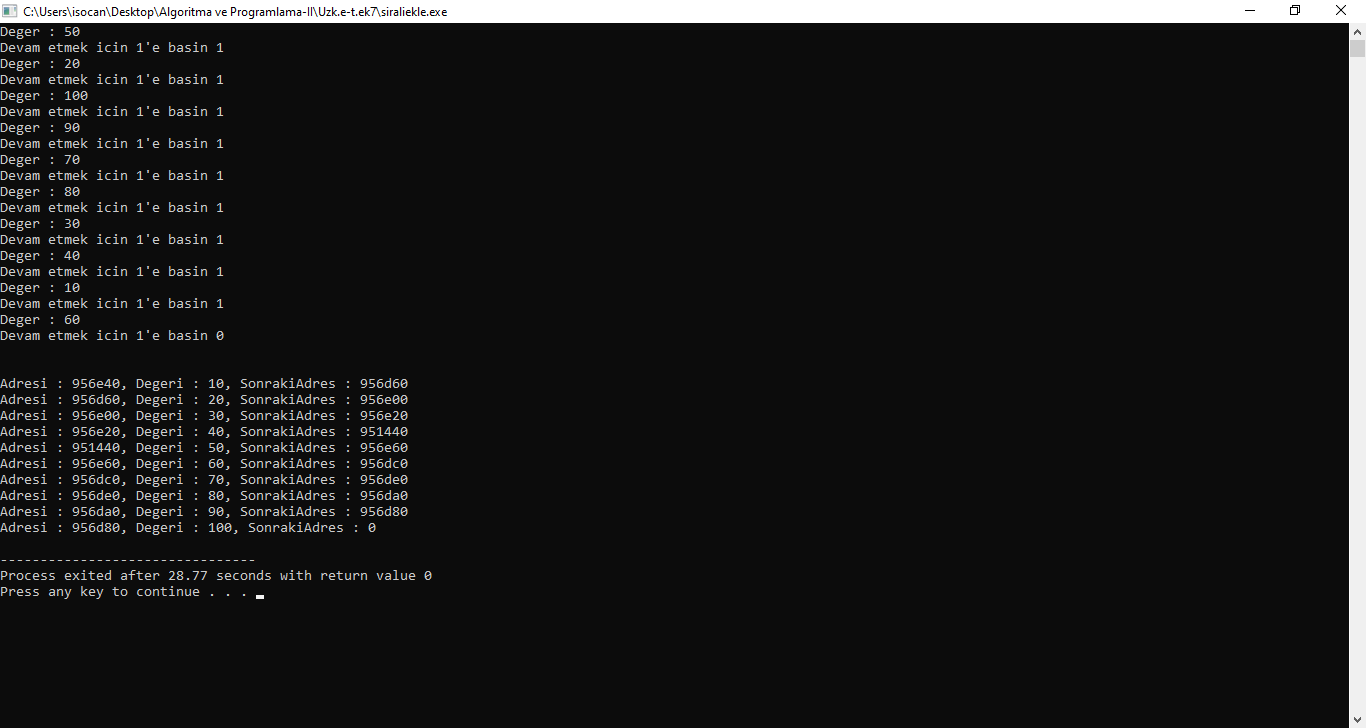 C:\Users\isocan\Desktop\Algoritma ve Programlama-II\Uzk.e-t.ek7\siraliekle.exe
Deger : 50
Devam etmek icin 1'e basin 1
Deger : 20
Devam etmek icin 1'e basin 1
Deger : 100
Devam etmek icin 1'e basin 1
Deger : 90
Devam etmek icin 1'e basin 1
Deger : 70
Devam etmek icin 1'e basin 1
Deger : 80
Devam etmek icin 1'e basin 1
Deger : 30
Devam etmek icin 1'e basin 1
Deger : 40
Devam etmek icin 1'e basin 1
Deger : 10
Devam etmek icin 1'e basin 1
Deger : 60
Devam etmek icin 1'e basin 0
Adresi : 956e40, Degeri : 10, SonrakiAdres : 956d60
Adresi : 956d60, Degeri : 20, SonrakiAdres : 956e00
Adresi : 956e00, Degeri : 30, SonrakiAdres : 956e20
Adresi : 956e20, Degeri : 40, SonrakiAdres : 951440
Adresi : 951440, Degeri : 50, SonrakiAdres : 956e60
Adresi : 956e60, Degeri : 60, SonrakiAdres : 956dc0
Adresi : 956dc0, Degeri : 70, SonrakiAdres : 956de0
Adresi : 956de0, Degeri : 80, SonrakiAdres : 956da0
Adresi : 956da0, Degeri : 90, SonrakiAdres : 956d80
Adresi : 956d80, Degeri : 100, SonrakiAdres : 0
--------------------------------
Process exited after 28.77 seconds with return value 0
Press any key to continue . . .